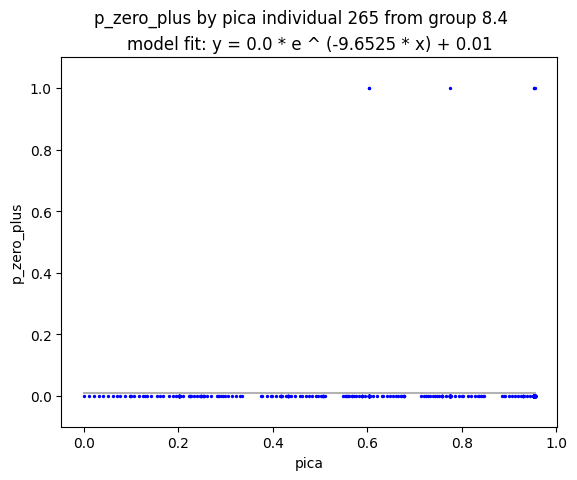 p_zero_plus by pica individual 265 from group 8.4
model fit: y = 0.0 * e ^ (-9.6525 * x) + 0.01
1.0
0.8
0.6
0.4
0.2
0.0
p_zero_plus
0.0 0.2 0.4 0.6 0.8 1.0
pica